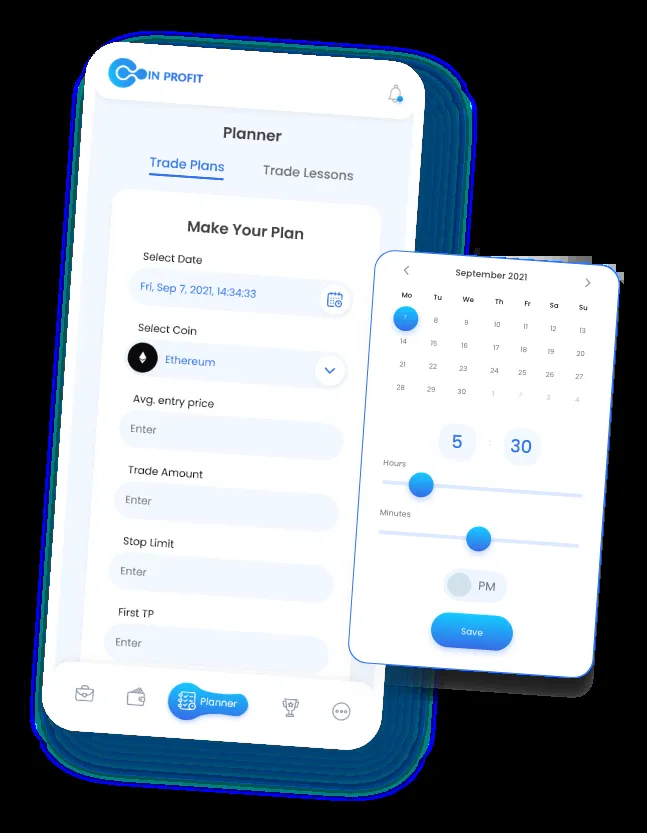 IN PROFIT
Planner
Trade Plans
Trade Lessons
Make Your Plan
Select Date
Fri, Sep 7, 2021, 14:34:33
Select Coin
Ethereum
Avg. entry price
Enter
Trade Amount
Enter
Stop Limit
Enter
First TP
Enter
Planner
September 2021
Mo Tu We Th Fr Sa Su
7 8 9 10 11 12 13
14 15 16 17 18 19 20
21 22 23 24 25 26 27
28 29 30 1 2 3 4
5 : 30
Hours
Minutes
PM
Save